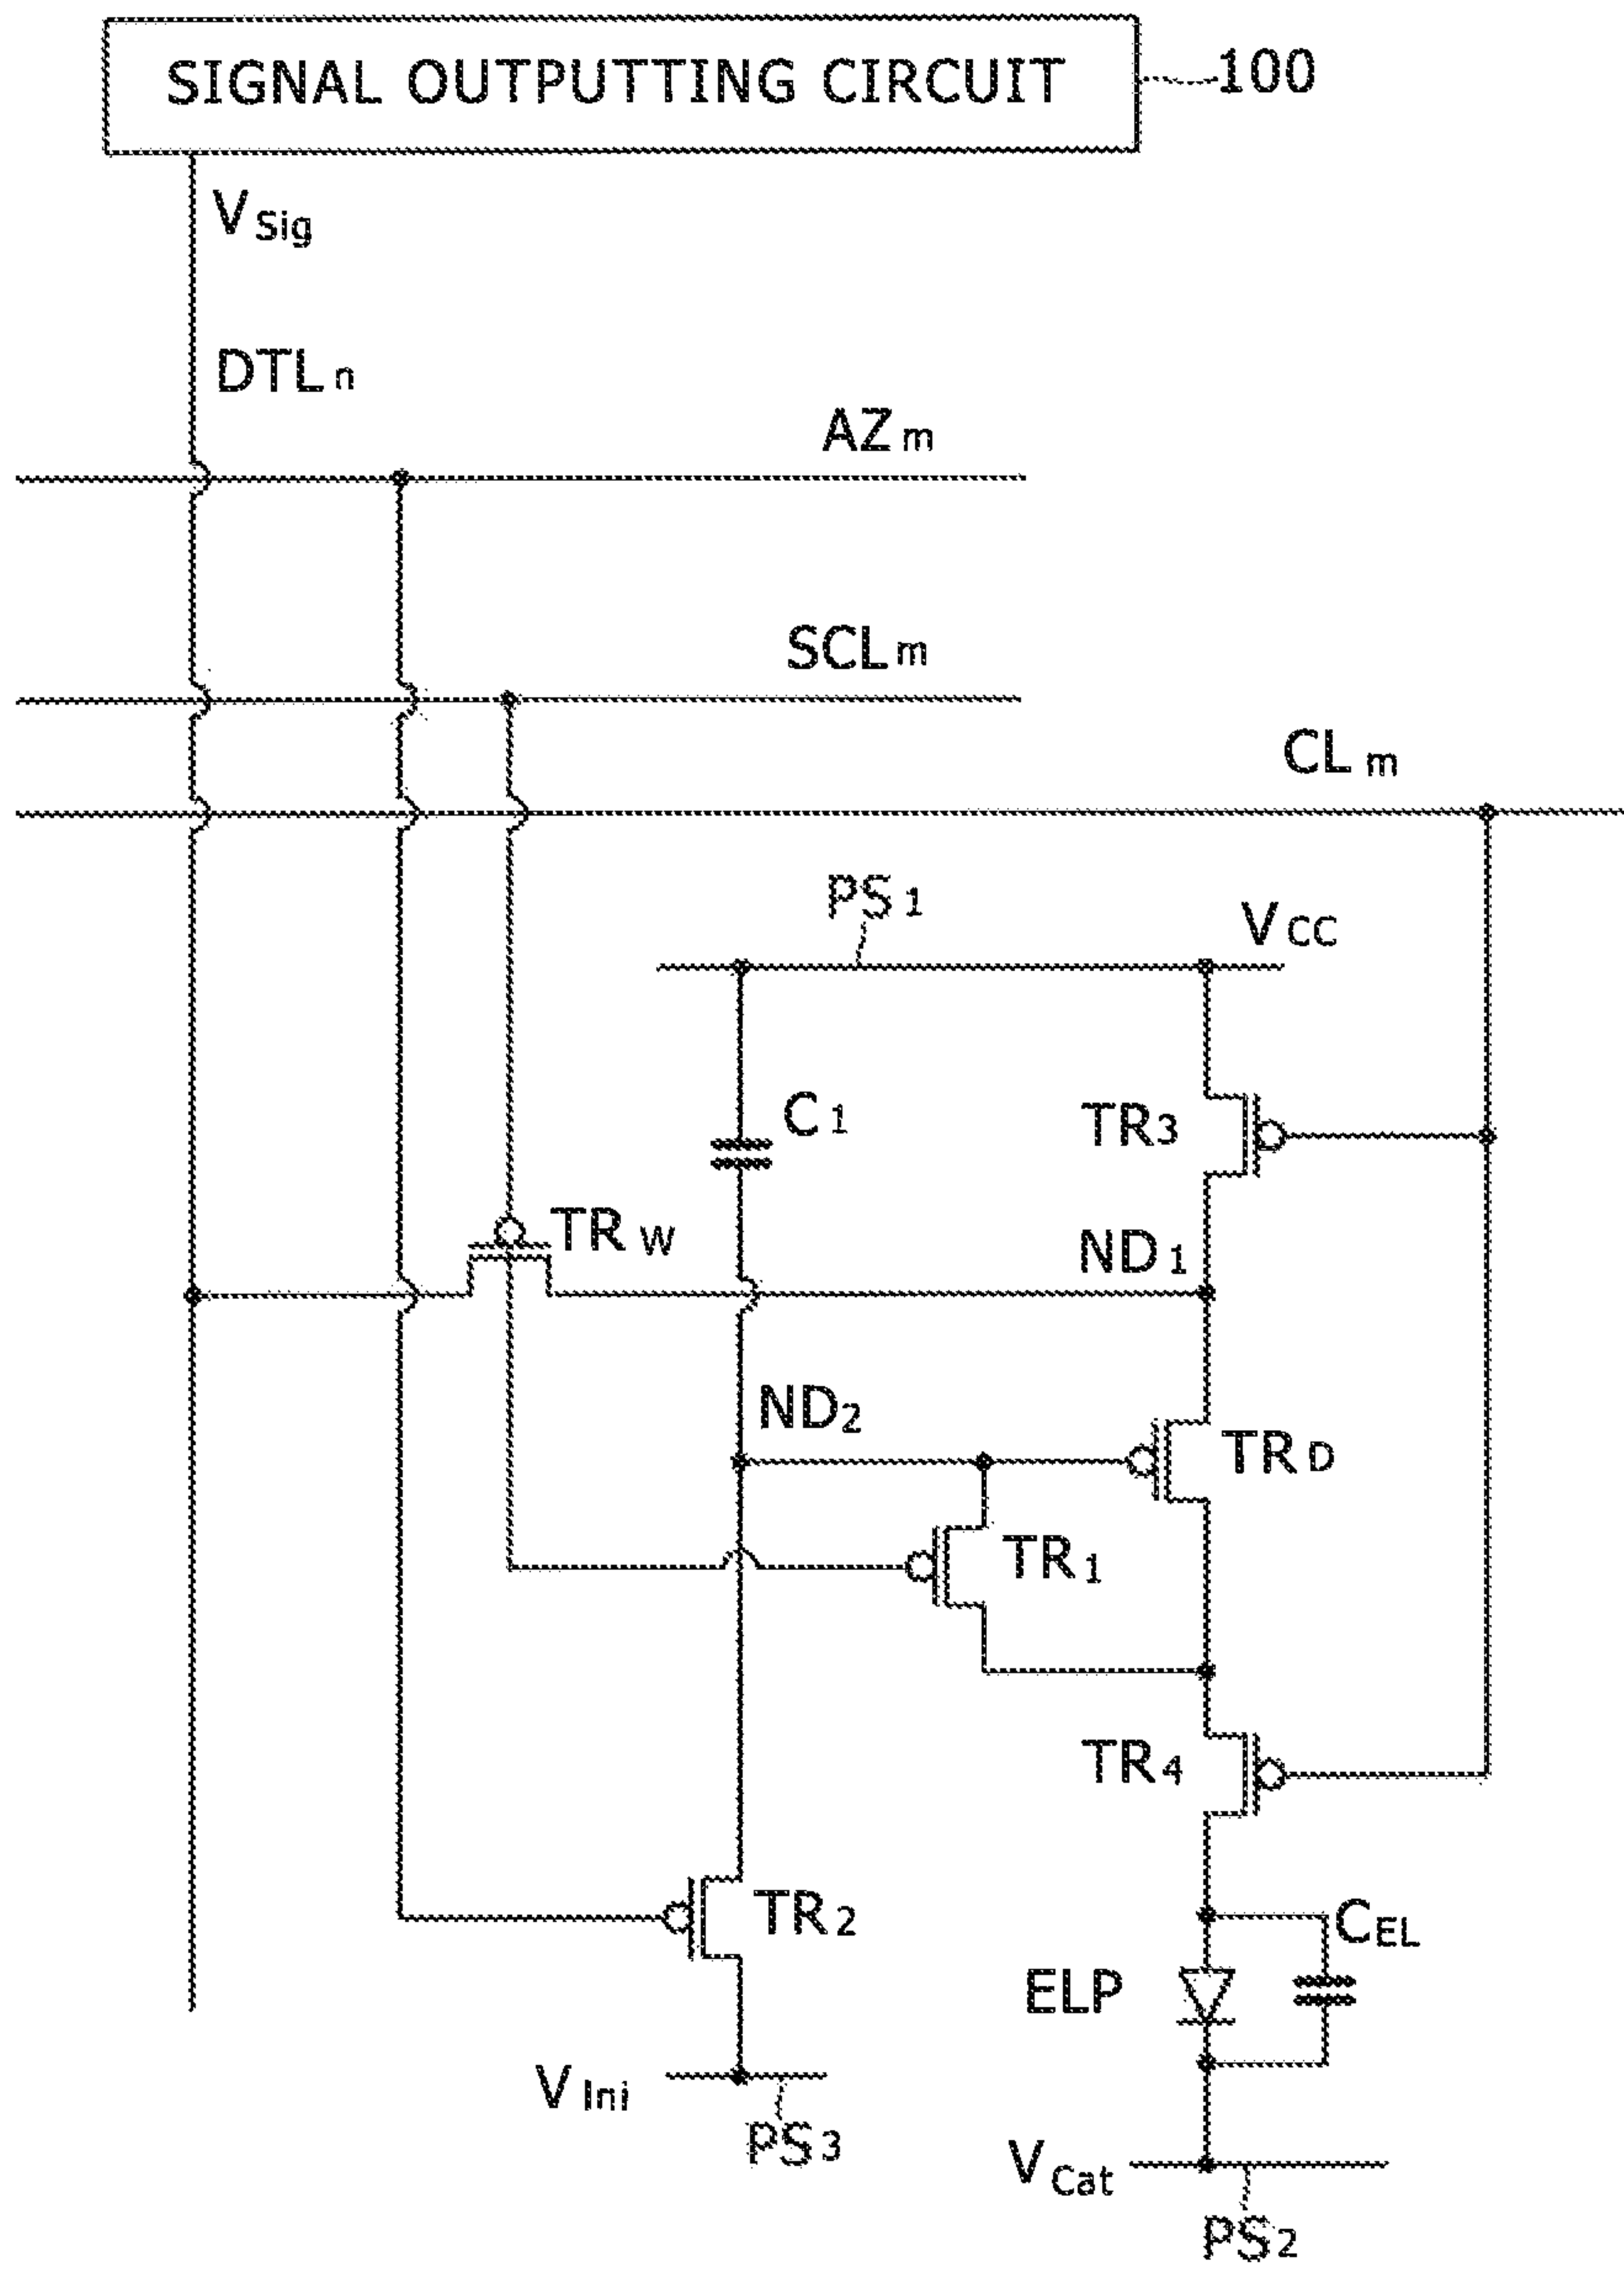 SIGNAL OUTPUTTING CIRCUIT
100
VSig
DTLn
AZm
SCLm
CLm
PS1
VCC
C1
TR3
TRW
ND1
ND2
TRD
TR1
TR4
TR2
CEL
ELP
VIni
PS3
VCat
PS2